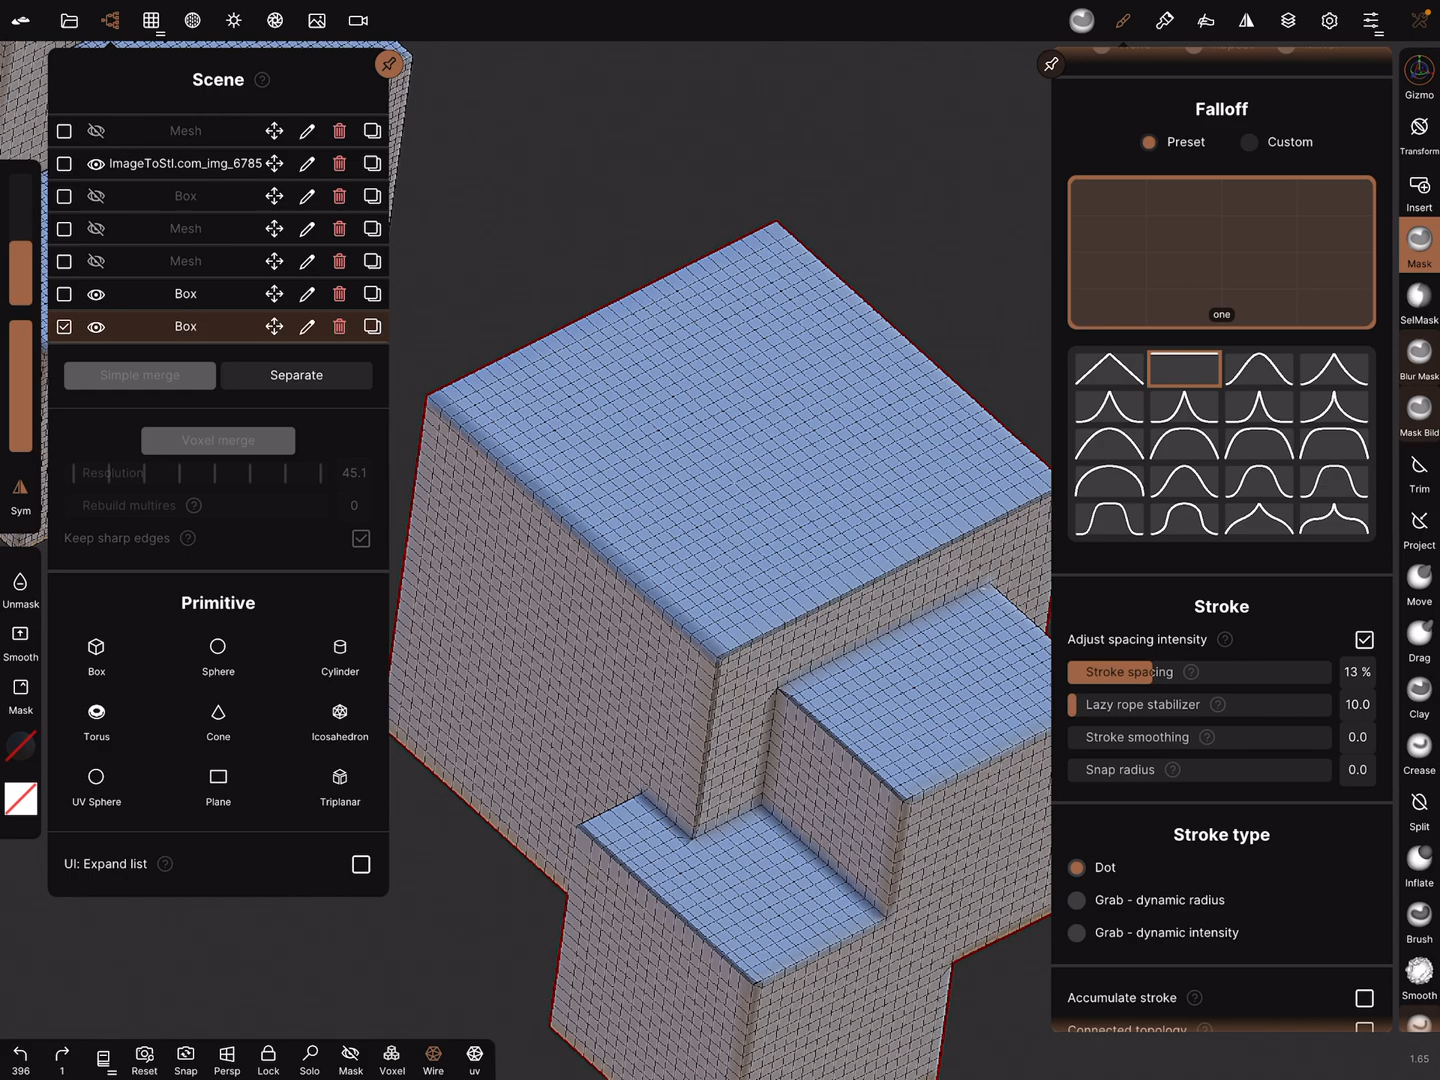 Scene
Mesh
ImageToStl.com_img_6785
Box
Mesh
Mesh
Box
Box
Simple merge
Separate
Voxel merge
Resolution
45.1
Rebuild multires ?
0
Keep sharp edges ?
Primitive
Box
Sphere
Cylinder
Torus
Cone
Icosahedron
UV Sphere
Plane
Triplanar
UI: Expand list ?
Sym
Unmask
Smooth
Mask
396
1
Reset
Snap
Persp
Lock
Solo
Mask
Voxel
Wire
uv
Falloff
Preset
Custom
one
Stroke
Adjust spacing intensity ?
Stroke spacing ?
13 %
Lazy rope stabilizer ?
10.0
Stroke smoothing ?
0.0
Snap radius ?
0.0
Stroke type
Dot
Grab - dynamic radius
Grab - dynamic intensity
Accumulate stroke ?
Connected topology
Gizmo
Transform
Insert
Mask
SelMask
Blur Mask
Mask Bild
Trim
Project
Move
Drag
Clay
Crease
Split
Inflate
Brush
Smooth
1.65